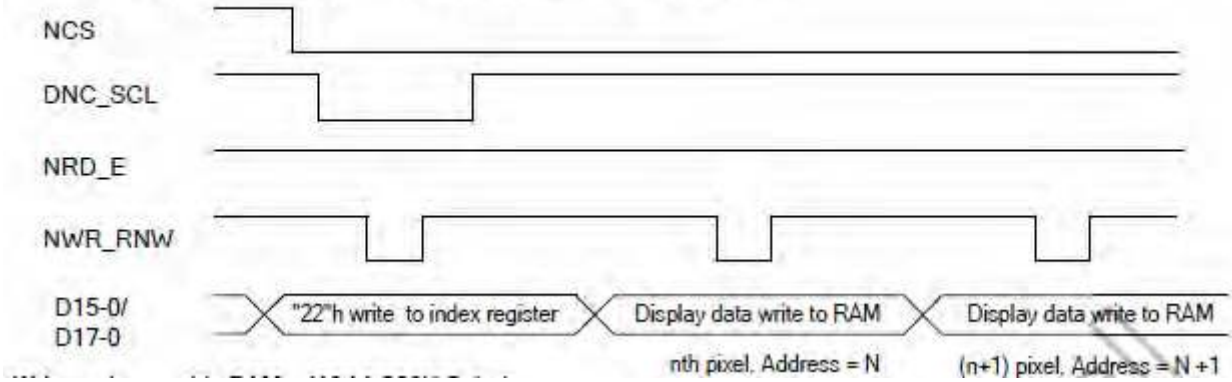 NCS
DNC_SCL
NRD_E
NWR_RNW
D15-0/
D17-0
"22"h write to index register
Display data write to RAM
Display data write to RAM
nth pixel, Address = N
(n+1) pixel, Address = N +1